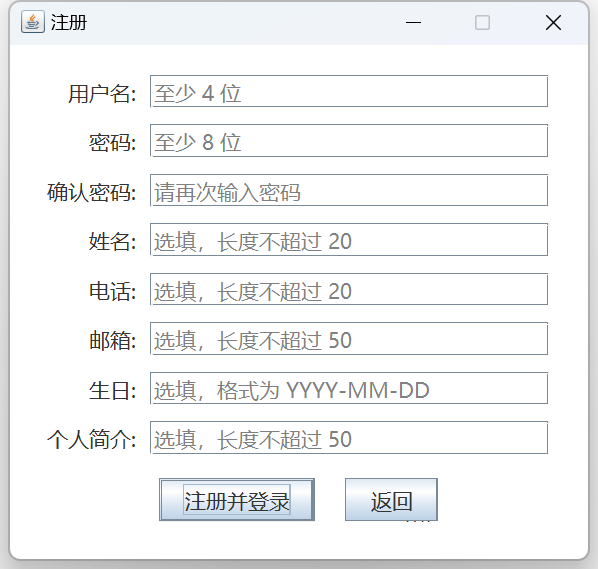 注册
用户名: 至少 4 位
密码: 至少 8 位
确认密码: 请再次输入密码
姓名: 选填，长度不超过 20
电话: 选填，长度不超过 20
邮箱: 选填，长度不超过 50
生日: 选填，格式为 YYYY-MM-DD
个人简介: 选填，长度不超过 50
注册并登录 返回